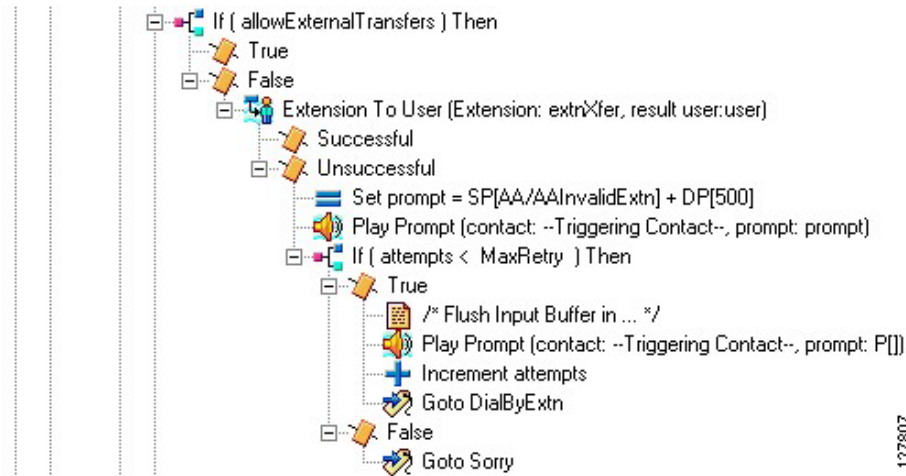 If ( allowExternalTransfers ) Then
True
False
Extension To User (Extension: extnXfer, result user:user)
Successful
Unsuccessful
Set prompt = SP[AA/AAInvalidExtn] + DP[500]
Play Prompt (contact: --Triggering Contact--, prompt: prompt)
If ( attempts < MaxRetry ) Then
True
/* Flush Input Buffer in ... */
Play Prompt (contact: --Triggering Contact--, prompt: P[])
Increment attempts
Goto DialByExtn
False
Goto Sorry
127907